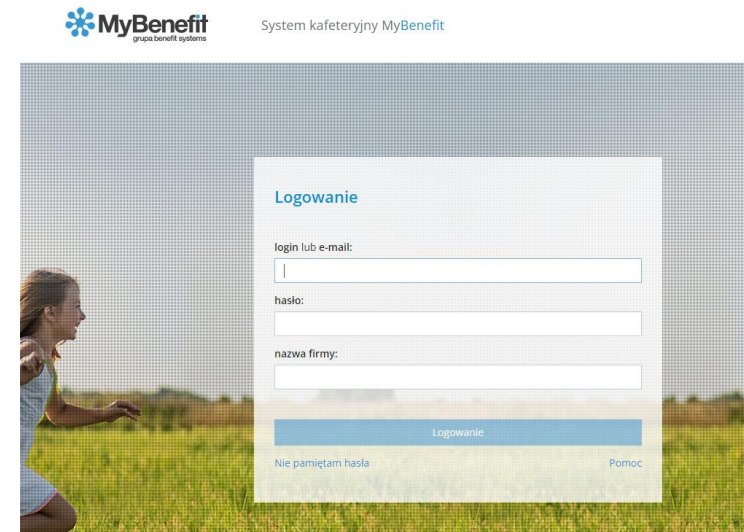 MyBenefit
grupa benefit systems
System kafeteryjny MyBenefit
Logowanie
login lub e-mail:
hasło:
nazwa firmy:
Logowanie
Nie pamiętam hasła Pomoc